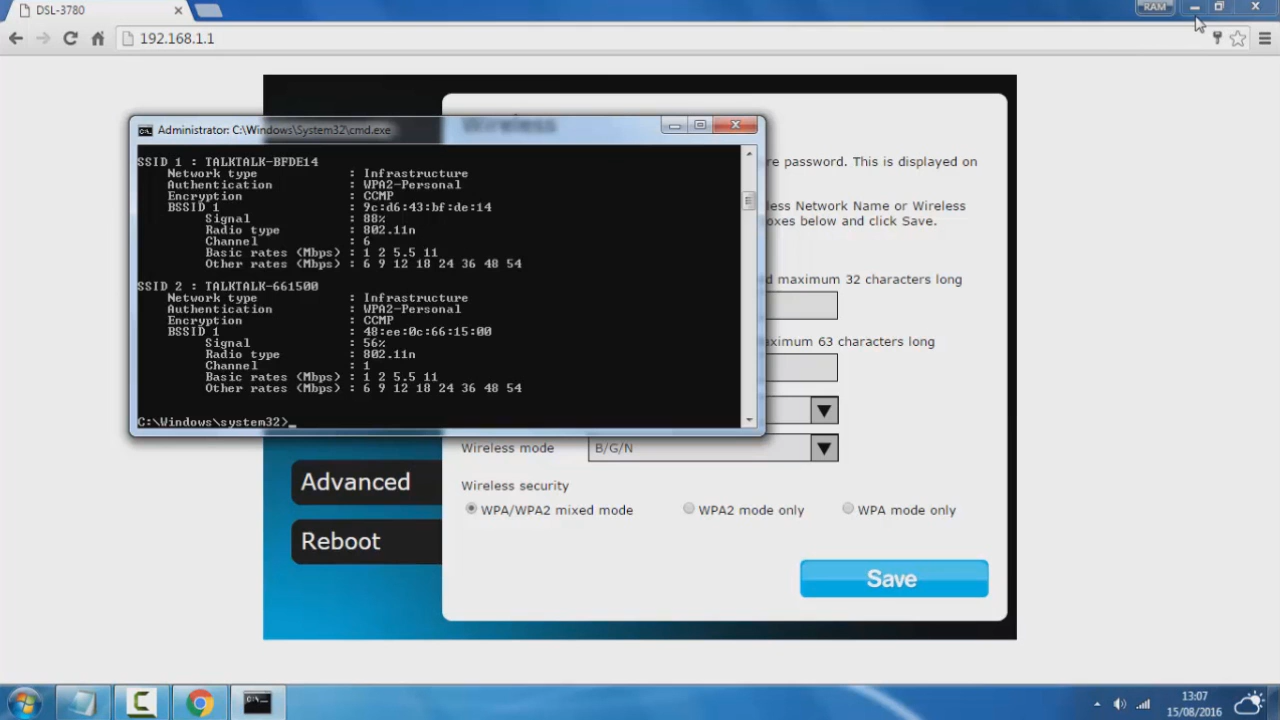 DSL-3780
RAM
192.168.1.1
Wireless
re password. This is displayed on
less Network Name or Wireless
oxes below and click Save.
d maximum 32 characters long
aximum 63 characters long
Administrator: C:\Windows\System32\cmd.exe
SSID 1 : TALKTALK-BFDE14
Network type : Infrastructure
Authentication : WPA2-Personal
Encryption : CCMP
BSSID 1 : 9c:d6:43:bf:de:14
Signal : 88%
Radio type : 802.11n
Channel : 6
Basic rates (Mbps) : 1 2 5.5 11
Other rates (Mbps) : 6 9 12 18 24 36 48 54
SSID 2 : TALKTALK-661500
Network type : Infrastructure
Authentication : WPA2-Personal
Encryption : CCMP
BSSID 1 : 48:ee:0c:66:15:00
Signal : 56%
Radio type : 802.11n
Channel : 1
Basic rates (Mbps) : 1 2 5.5 11
Other rates (Mbps) : 6 9 12 18 24 36 48 54
C:\Windows\system32>_
Wireless mode B/G/N
Advanced
Wireless security
WPA/WPA2 mixed mode WPA2 mode only WPA mode only
Reboot
Save
13:07
15/08/2016